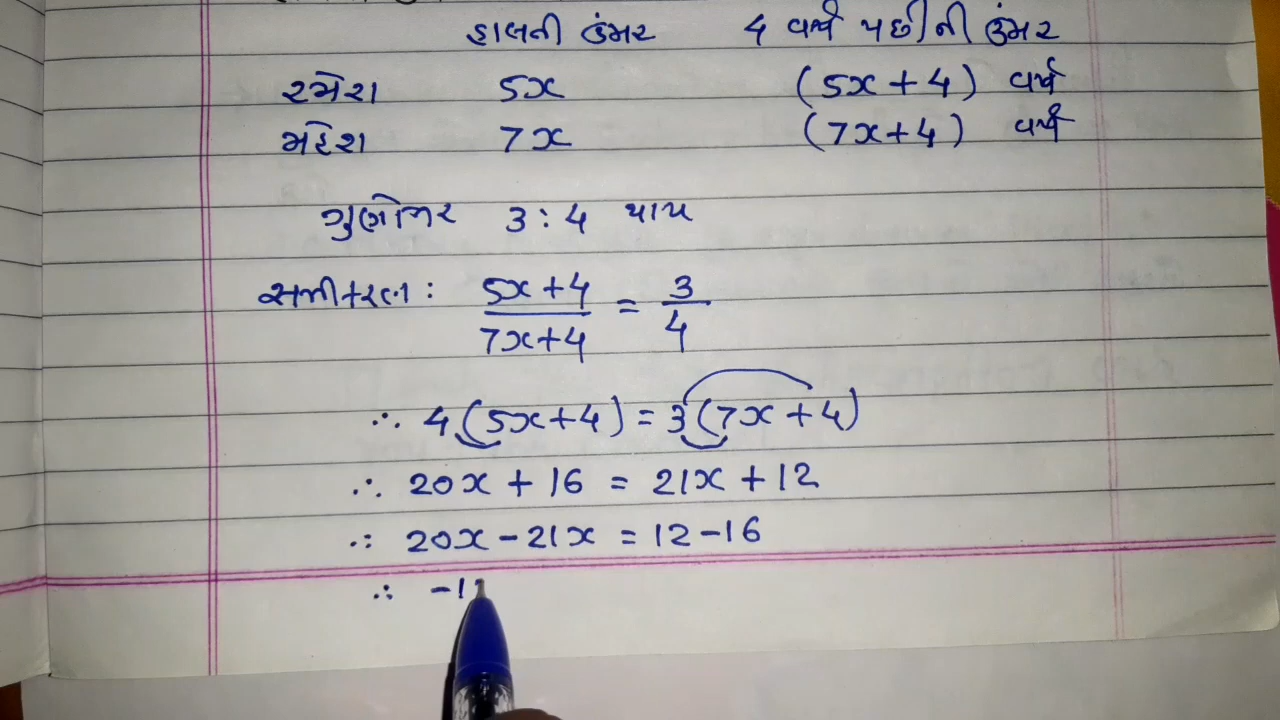 હાલની ઉંમર 4 વર્ષ પછીની ઉંમર
રમેશ 5x (5x+4) વર્ષ
મહેશ 7x (7x+4) વર્ષ
ગુણોત્તર 3:4 થાય
સમીકરણ: (5x+4)/(7x+4) = 3/4
∴ 4(5x+4) = 3(7x+4)
∴ 20x + 16 = 21x + 12
∴ 20x - 21x = 12 - 16
∴ -1